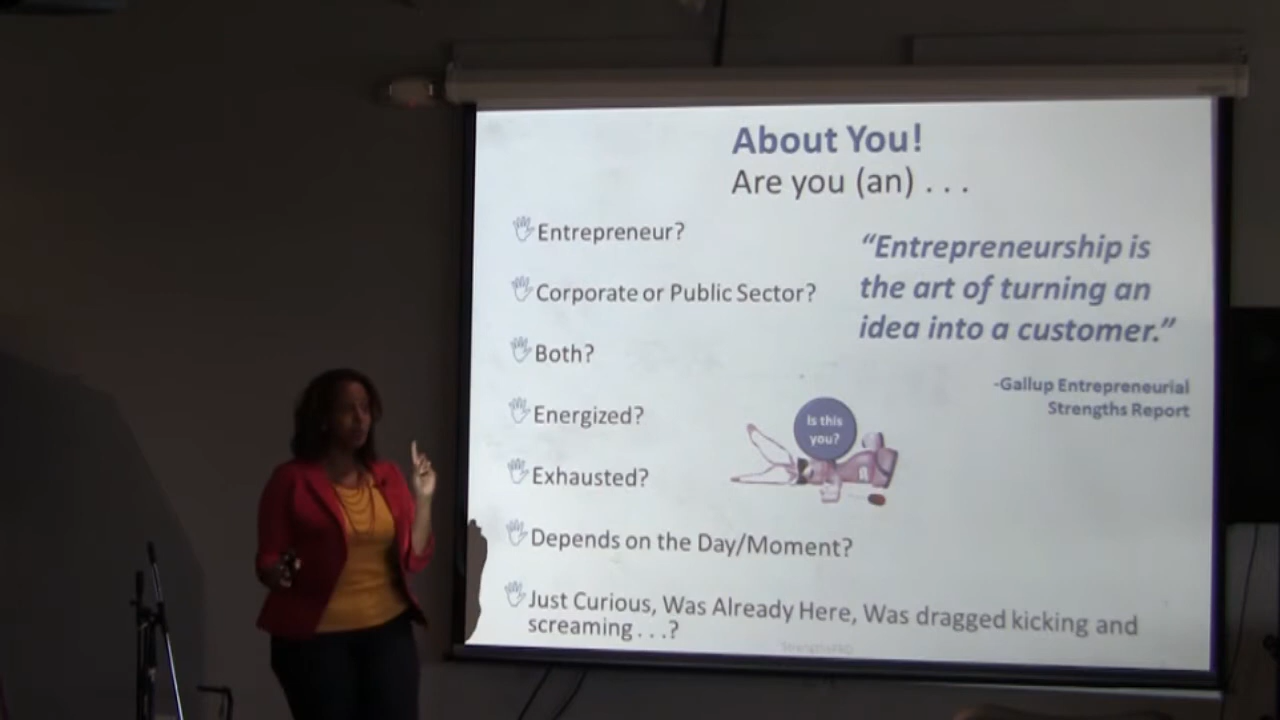 About You!
Are you (an) . . .
Entrepreneur?
Corporate or Public Sector?
Both?
Energized?
Exhausted?
Depends on the Day/Moment?
Just Curious, Was Already Here, Was dragged kicking and
screaming . . .?
“Entrepreneurship is
the art of turning an
idea into a customer.”
-Gallup Entrepreneurial
Strengths Report
Is this
you?